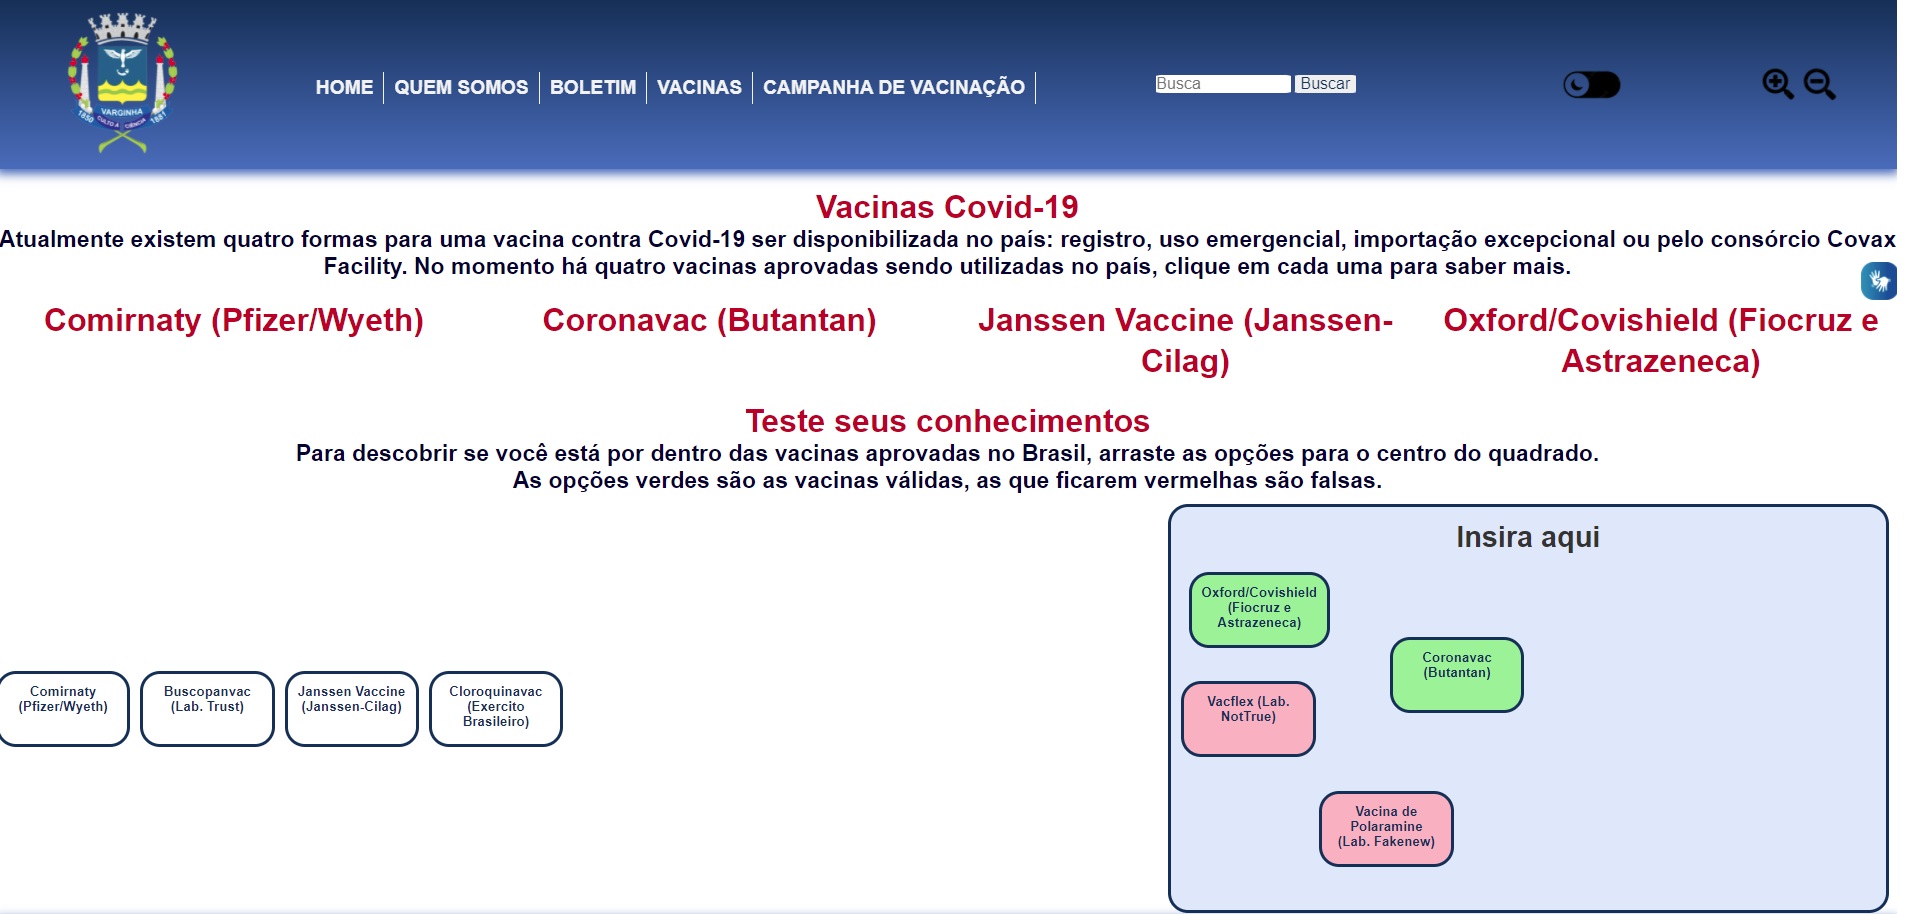 VARGINHA
1850 CULTO A CIÊNCIA 1881
HOME QUEM SOMOS BOLETIM VACINAS CAMPANHA DE VACINAÇÃO
Busca Buscar
Vacinas Covid-19
Atualmente existem quatro formas para uma vacina contra Covid-19 ser disponibilizada no país: registro, uso emergencial, importação excepcional ou pelo consórcio Covax
Facility. No momento há quatro vacinas aprovadas sendo utilizadas no país, clique em cada uma para saber mais.
Comirnaty (Pfizer/Wyeth)
Coronavac (Butantan)
Janssen Vaccine (Janssen-
Cilag)
Oxford/Covishield (Fiocruz e
Astrazeneca)
Teste seus conhecimentos
Para descobrir se você está por dentro das vacinas aprovadas no Brasil, arraste as opções para o centro do quadrado.
As opções verdes são as vacinas válidas, as que ficarem vermelhas são falsas.
Comirnaty
(Pfizer/Wyeth)
Buscopanvac
(Lab. Trust)
Janssen Vaccine
(Janssen-Cilag)
Cloroquinavac
(Exercito
Brasileiro)
Insira aqui
Oxford/Covishield
(Fiocruz e
Astrazeneca)
Coronavac
(Butantan)
Vacflex (Lab.
NotTrue)
Vacina de
Polaramine
(Lab. Fakenew)